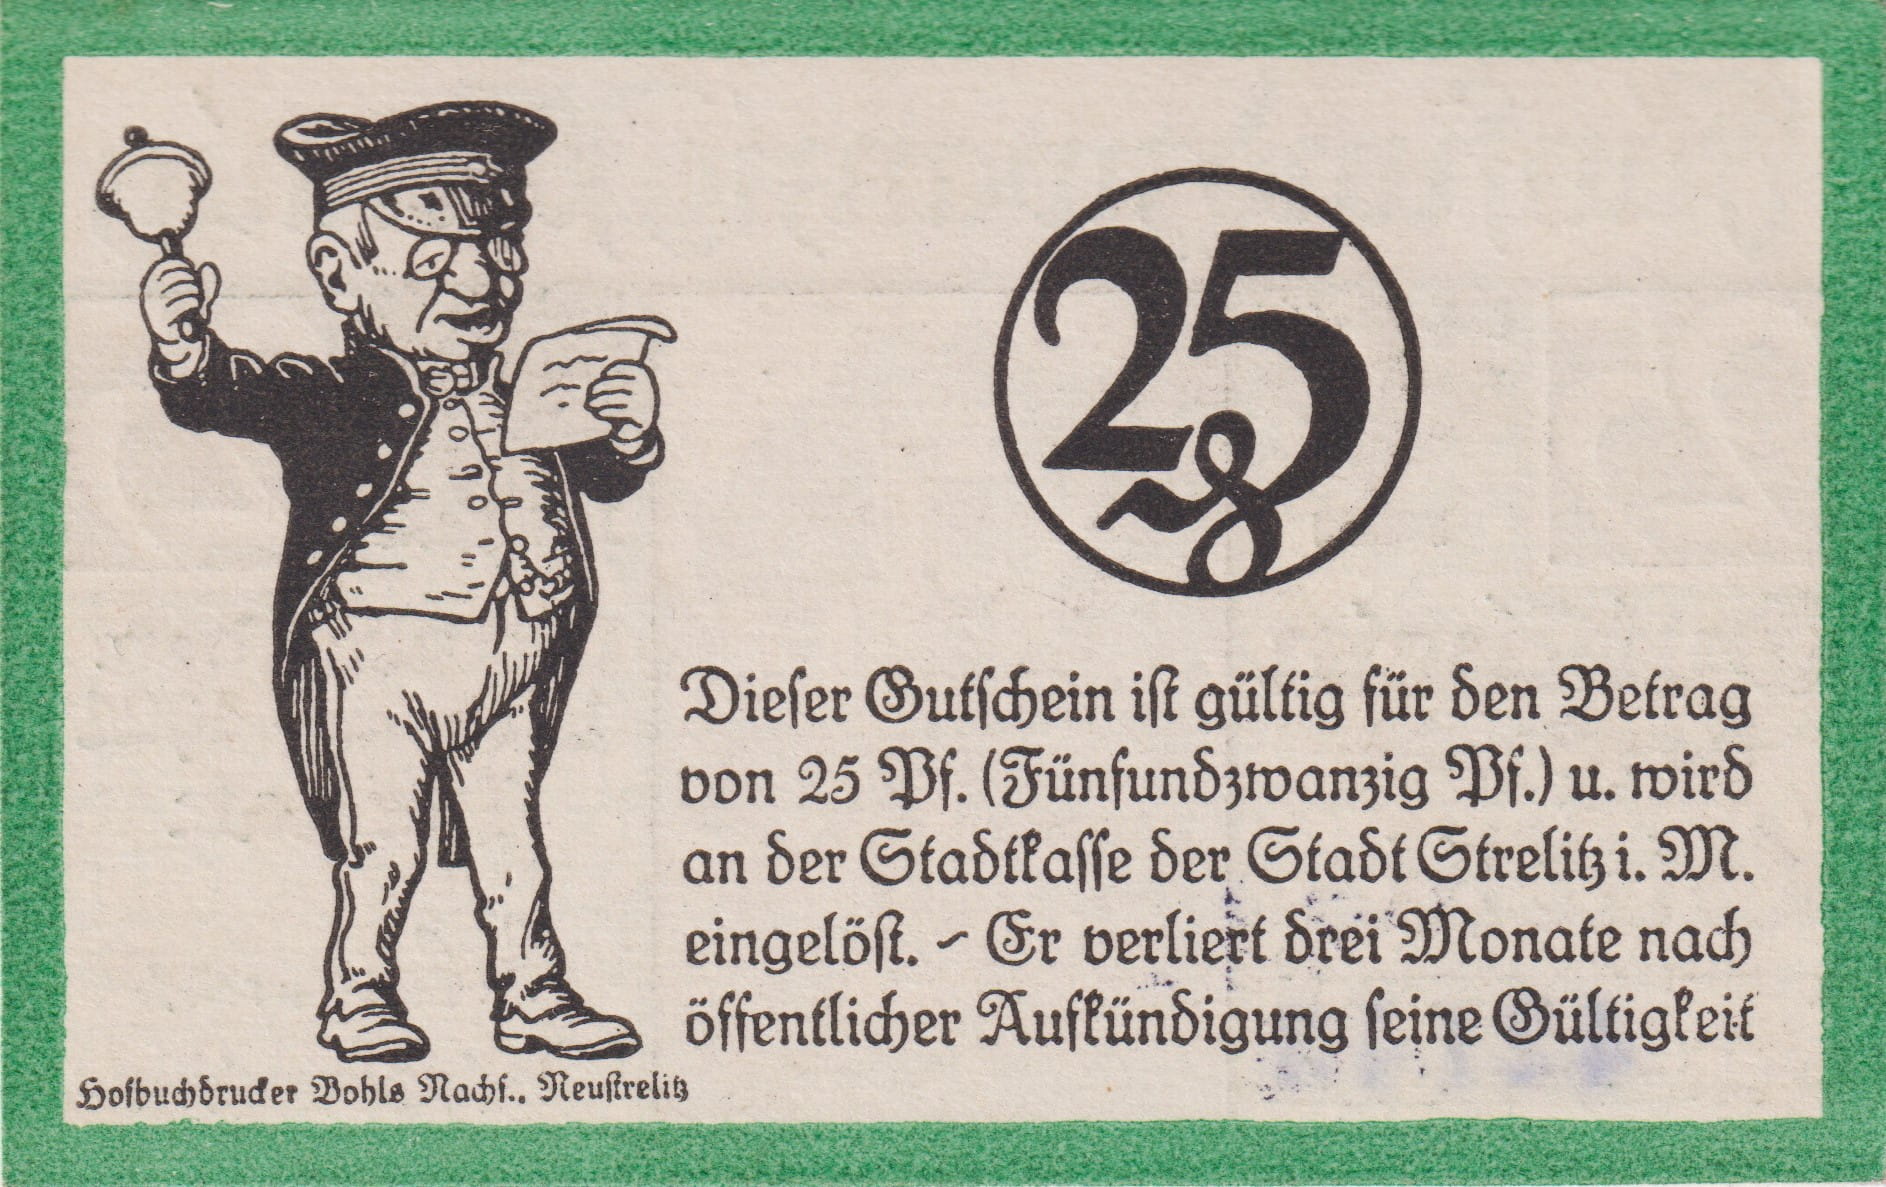 25 ₰
Dieser Gutschein ist gültig für den Betrag
von 25 Pf. (Fünfundzwanzig Pf.) u. wird
an der Stadtkasse der Stadt Strelitz i. M.
eingelöst. - Er verliert drei Monate nach
öffentlicher Aufkündigung seine Gültigkeit
Hofbuchdrucker Bohls Nachf., Neustrelitz